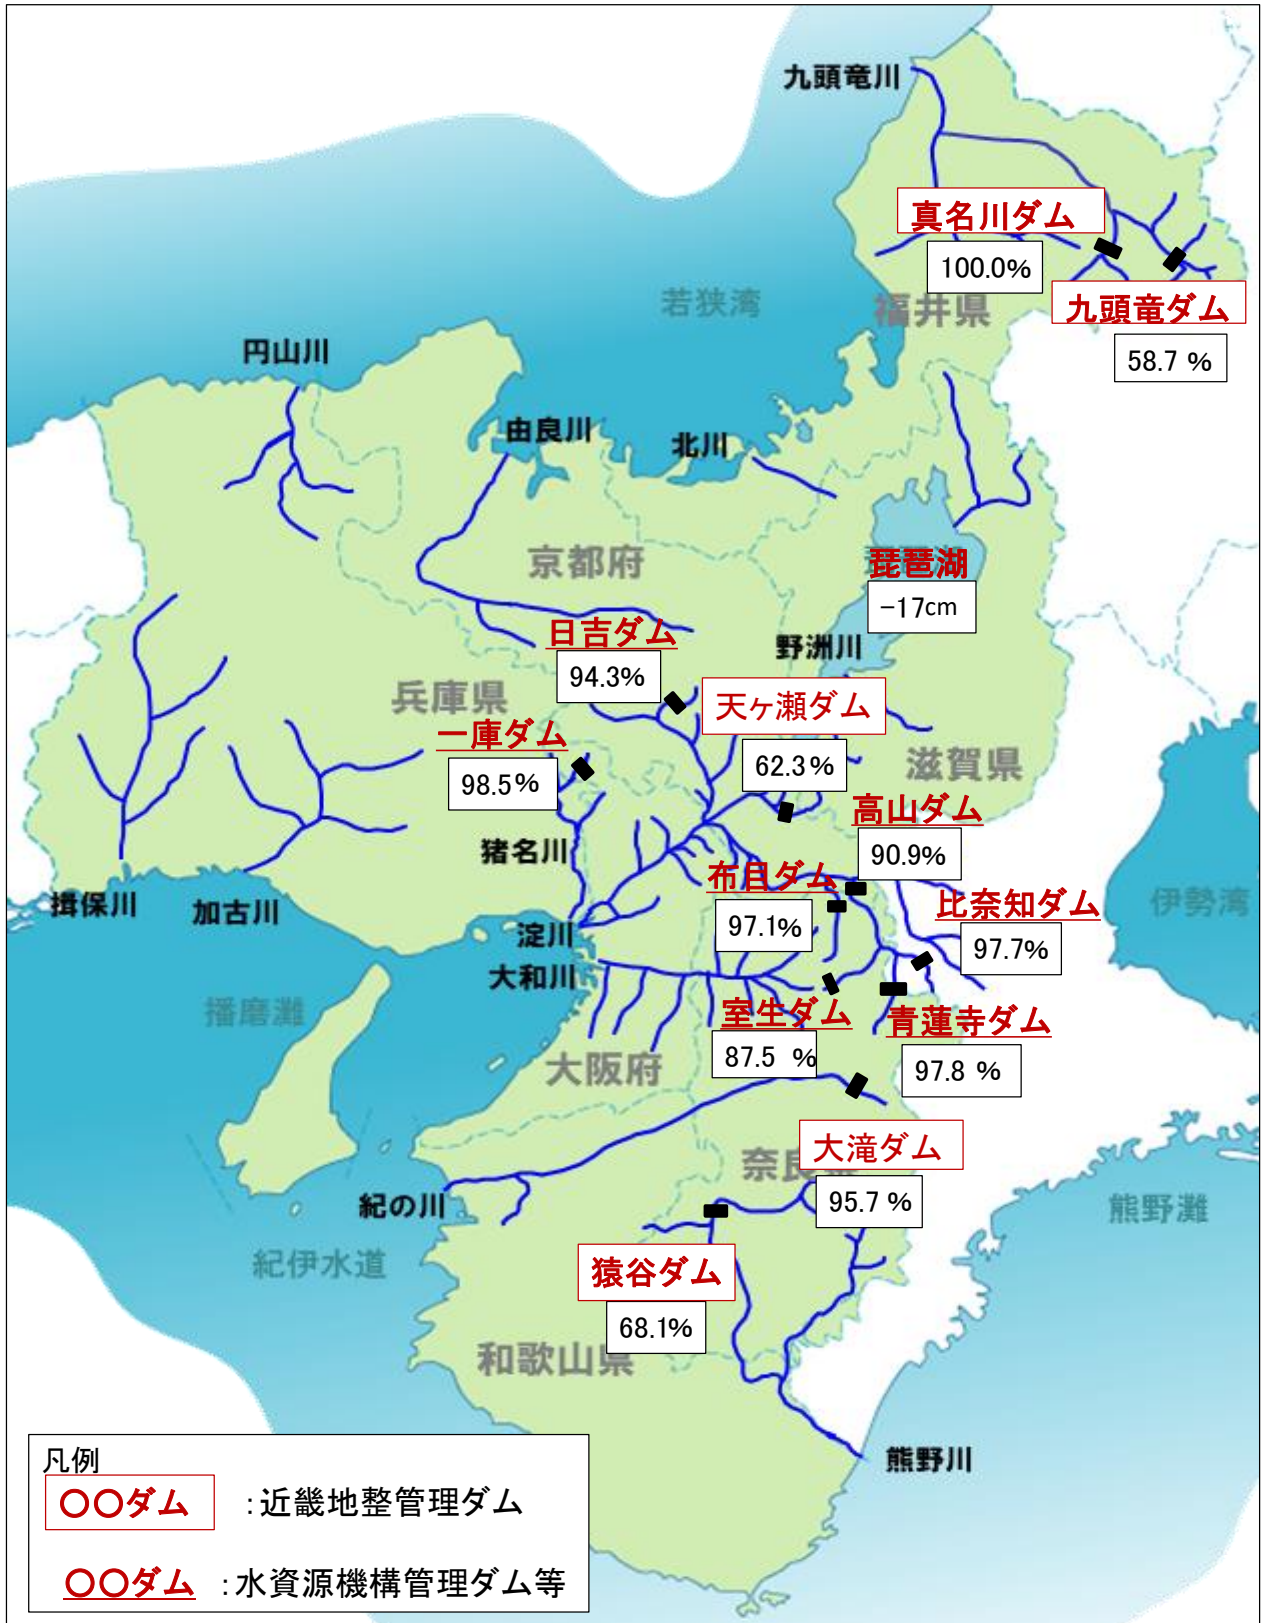 九頭竜川
真名川ダム
100.0%
九頭竜ダム
58.7 %
福井県
若狭湾
円山川
由良川
北川
京都府
琵琶湖
-17cm
野洲川
日吉ダム
94.3%
兵庫県
天ヶ瀬ダム
62.3%
滋賀県
一庫ダム
98.5%
高山ダム
90.9%
猪名川
布目ダム
97.1%
比奈知ダム
97.7%
伊勢湾
揖保川
加古川
淀川
大和川
播磨灘
室生ダム
87.5 %
青蓮寺ダム
97.8 %
大阪府
大滝ダム
95.7 %
奈良県
紀の川
熊野灘
紀伊水道
猿谷ダム
68.1%
和歌山県
熊野川
凡例
〇〇ダム :近畿地整管理ダム
〇〇ダム :水資源機構管理ダム等